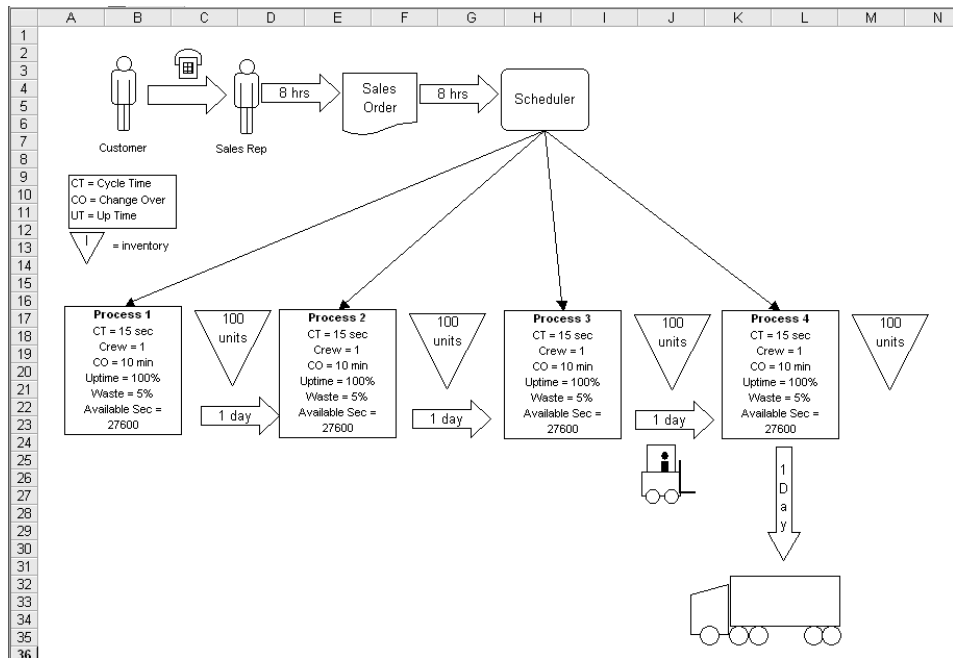 A B C D E F G H I J K L M N
1
2
3
4
5
6
7
8
9
10
11
12
13
14
15
16
17
18
19
20
21
22
23
24
25
26
27
28
29
30
31
32
33
34
35
36
8 hrs
Sales
Order
8 hrs
Scheduler
Customer
Sales Rep
CT = Cycle Time
CO = Change Over
UT = Up Time
I
= inventory
Process 1
CT = 15 sec
Crew = 1
CO = 10 min
Uptime = 100%
Waste = 5%
Available Sec =
27600
100
units
1 day
Process 2
CT = 15 sec
Crew = 1
CO = 10 min
Uptime = 100%
Waste = 5%
Available Sec =
27600
100
units
1 day
Process 3
CT = 15 sec
Crew = 1
CO = 10 min
Uptime = 100%
Waste = 5%
Available Sec =
27600
100
units
1 day
Process 4
CT = 15 sec
Crew = 1
CO = 10 min
Uptime = 100%
Waste = 5%
Available Sec =
27600
100
units
1
D
a
y